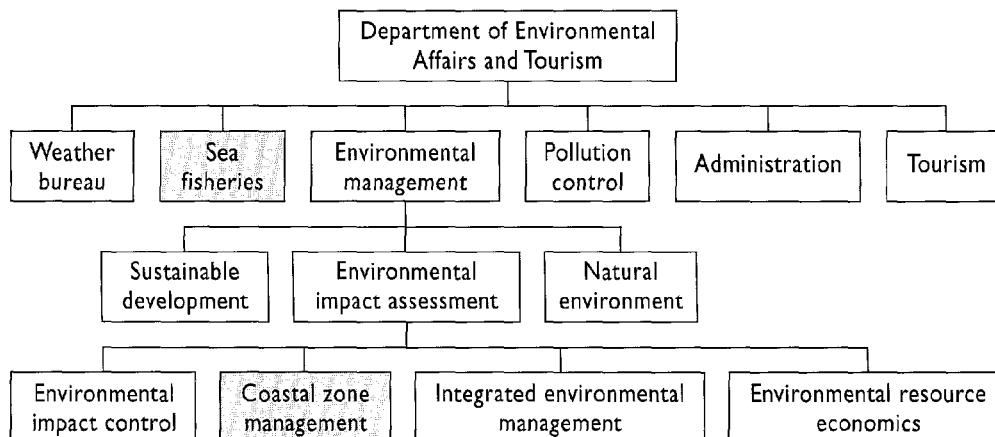 Department of Environmental
Affairs and Tourism
Weather
bureau
Sea
fisheries
Environmental
management
Pollution
control
Administration
Tourism
Sustainable
development
Environmental
impact assessment
Natural
environment
Environmental
impact control
Coastal zone
management
Integrated environmental
management
Environmental resource
economics